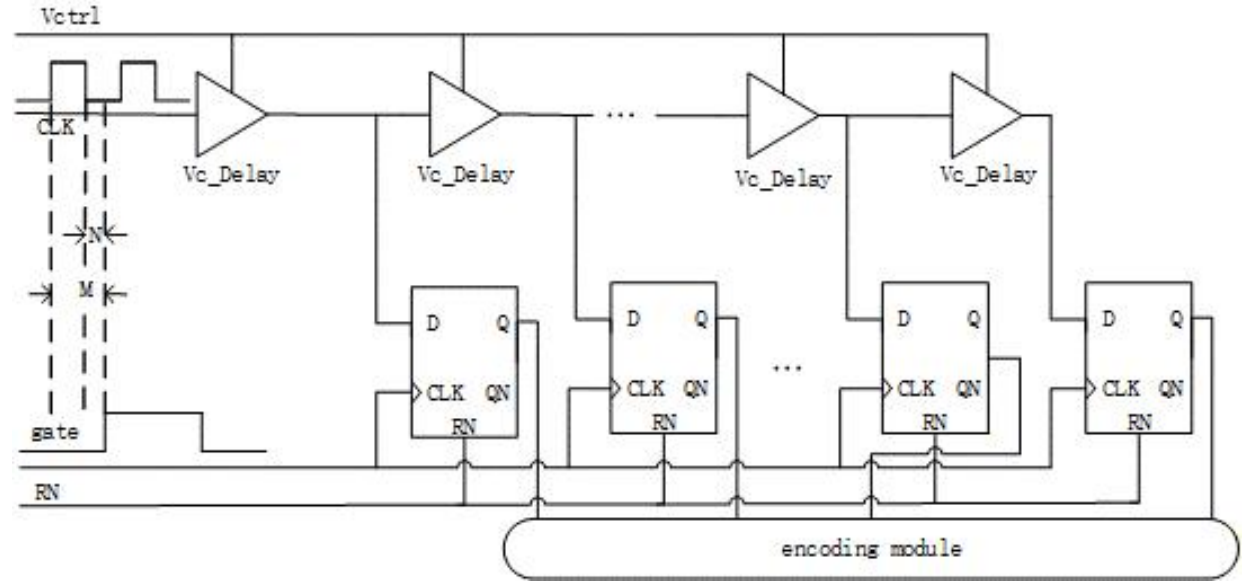 Vctrl
CLK
Vc_Delay
Vc_Delay
...
Vc_Delay
Vc_Delay
N
M
D Q
CLK QN
RN
D Q
CLK QN
RN
...
D Q
CLK QN
RN
D Q
CLK QN
RN
gate
RN
encoding module